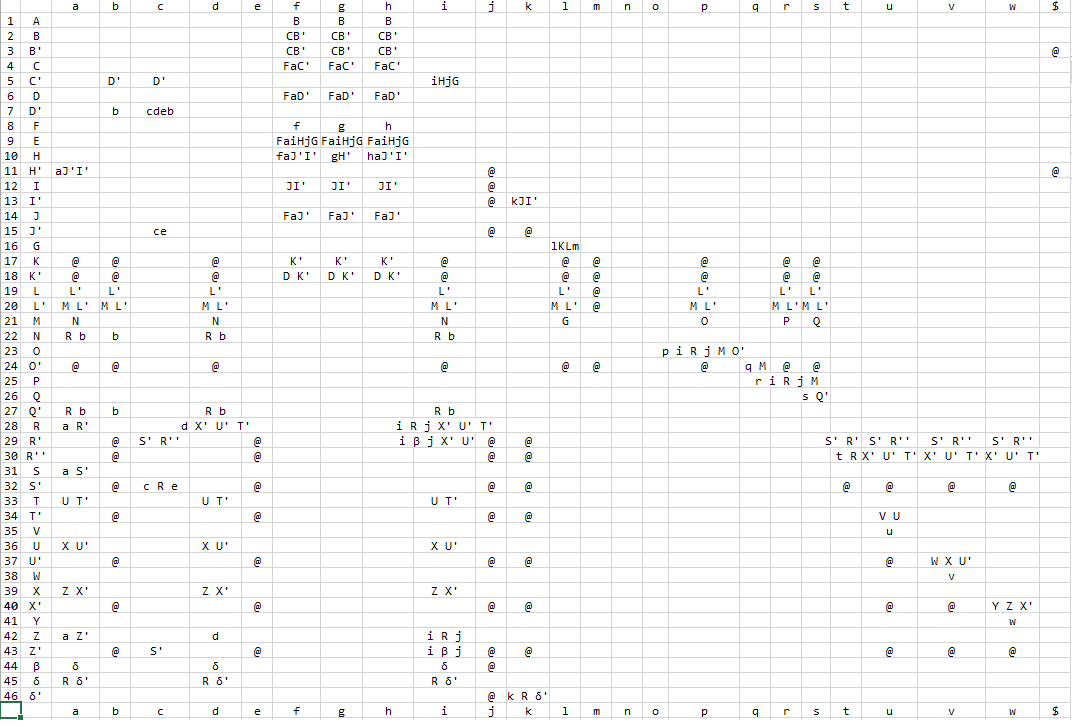 a b c d e f g h i j k l m n o p q r s t u v w $
1 A B B B
2 B CB' CB' CB'
3 B' CB' CB' CB' @
4 C FaC' FaC' FaC'
5 C' D' D' iHjG
6 D FaD' FaD' FaD'
7 D' b cdeb
8 F f g h
9 E FaiHjG FaiHjG FaiHjG
10 H faJ'I' gH' haJ'I'
11 H' aJ'I' @ @
12 I JI' JI' JI' @
13 I' @ kJI'
14 J FaJ' FaJ' FaJ'
15 J' ce @ @
16 G lKLm
17 K @ @ @ K' K' K' @ @ @ @ @ @
18 K' @ @ @ D K' D K' D K' @ @ @ @ @ @
19 L L' L' L' L' L' @ L' L' L'
20 L' M L' M L' M L' M L' M L' @ M L' M L' M L'
21 M N N N G O P Q
22 N R b b R b R b
23 O p i R j M O'
24 O' @ @ @ @ @ @ @ q M @ @
25 P r i R j M
26 Q s Q'
27 Q' R b b R b R b
28 R a R' d X' U' T' i R j X' U' T'
29 R' @ S' R'' @ i β j X' U' @ @ S' R' S' R'' S' R'' S' R''
30 R'' @ @ @ @ t R X' U' T' X' U' T' X' U' T'
31 S a S'
32 S' @ c R e @ @ @ @ @ @ @
33 T U T' U T' U T'
34 T' @ @ @ @ V U
35 V u
36 U X U' X U' X U'
37 U' @ @ @ @ @ W X U'
38 W v
39 X Z X' Z X' Z X'
40 X' @ @ @ @ @ @ Y Z X'
41 Y w
42 Z a Z' d i R j
43 Z' @ S' @ i β j @ @ @ @ @
44 β δ δ δ @
45 δ R δ' R δ' R δ'
46 δ' @ k R δ'
a b c d e f g h i j k l m n o p q r s t u v w $